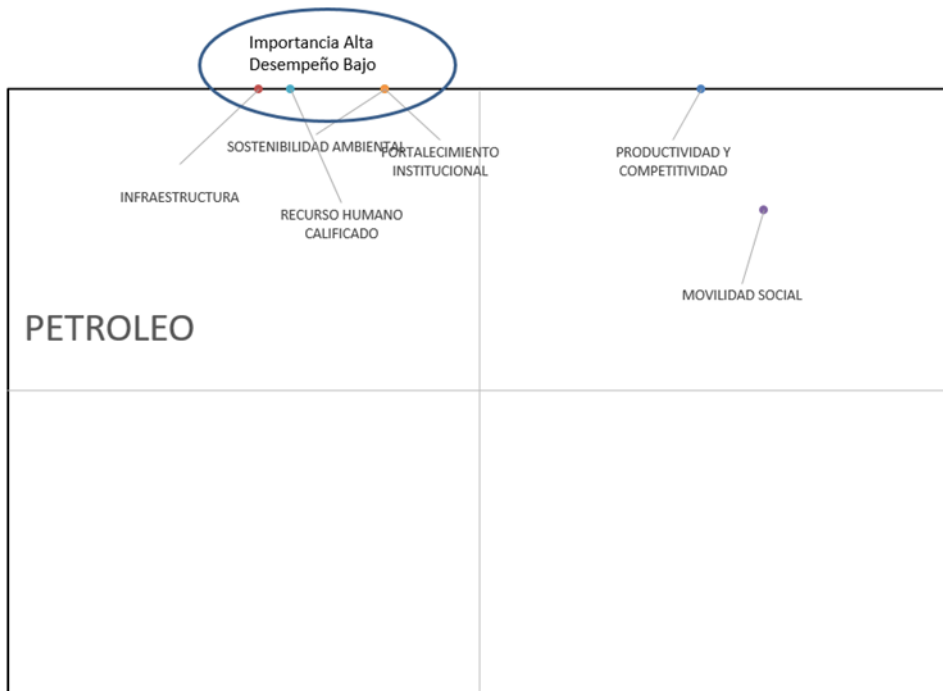 Importancia Alta
Desempeño Bajo
SOSTENIBILIDAD AMBIENTAL
FORTALECIMIENTO
INSTITUCIONAL
PRODUCTIVIDAD Y
COMPETITIVIDAD
INFRAESTRUCTURA
RECURSO HUMANO
CALIFICADO
MOVILIDAD SOCIAL
PETROLEO